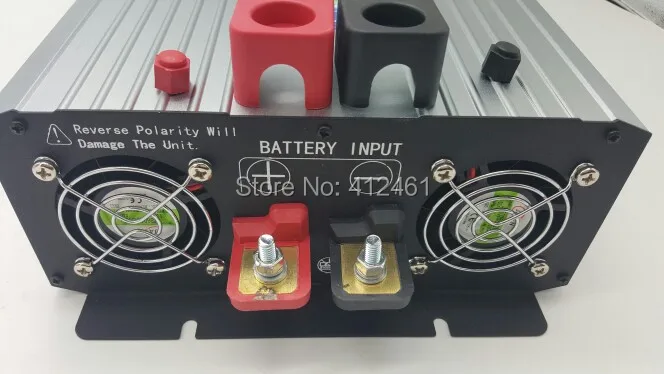 Reverse Polarity Will
Damage The Unit.
BATTERY INPUT
Store No: 412461